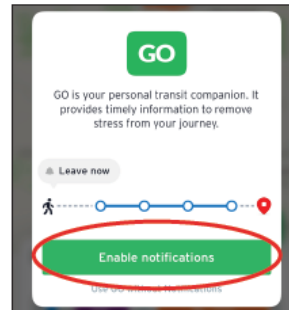 GO
GO is your personal transit companion. It
provides timely information to remove
stress from your journey.
Leave now
Enable notifications
Use GO without Notifications